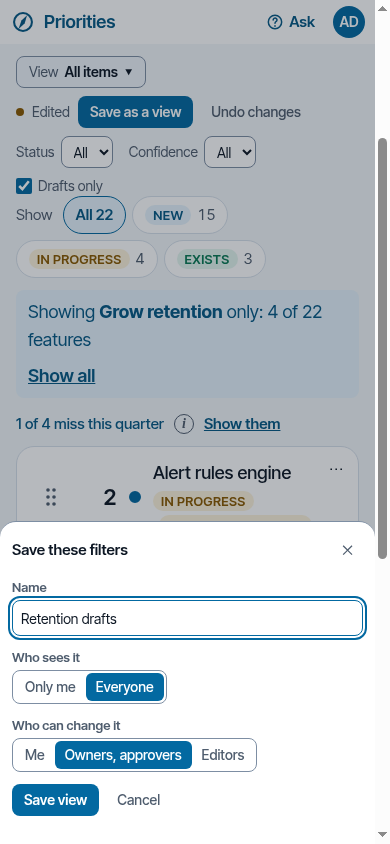 Priorities
Ask
AD
View All items ▼
Edited Save as a view Undo changes
Status All Confidence All
Drafts only
Show All 22 NEW 15
IN PROGRESS 4 EXISTS 3
Showing Grow retention only: 4 of 22
features
Show all
1 of 4 miss this quarter i Show them
Alert rules engine ...
2
IN PROGRESS
Save these filters
Name
Retention drafts
Who sees it
Only me Everyone
Who can change it
Me Owners, approvers Editors
Save view Cancel